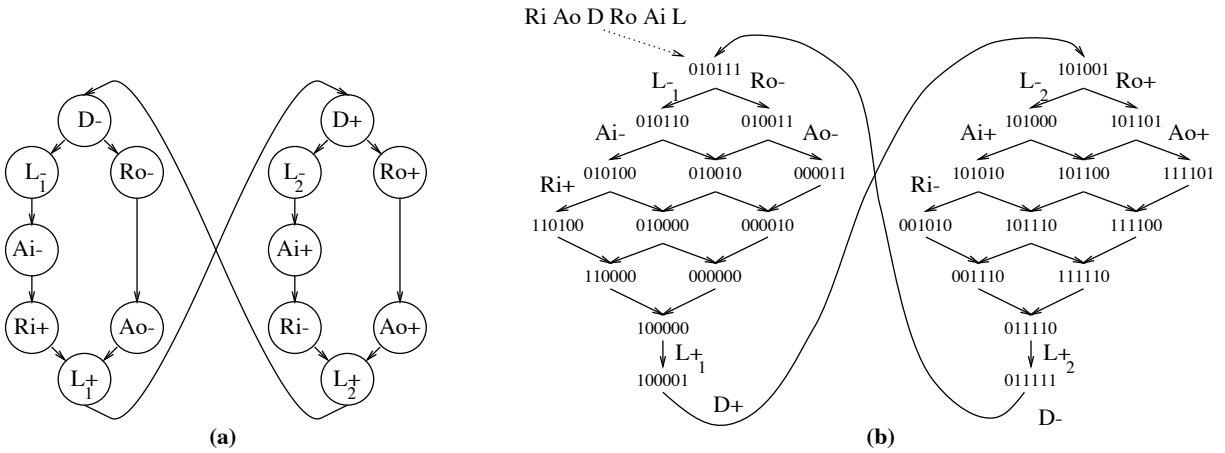 Ri Ao D Ro Ai L
010111 101001
L-1 Ro- L-2 Ro+
D- D+
010110 010011 101000 101101
Ai- Ao- Ai+ Ao+
L-1 Ro- L-2 Ro+
010100 010010 000011 101010 101100 111101
Ri+ Ri-
110100 010000 000010 001010 101110 111100
Ai- Ai+
110000 000000 001110 111110
Ri+ Ao- Ri- Ao+
100000 011110
L+1 L+2
L+1 L+2
100001 011111
D+ D-
(a) (b)